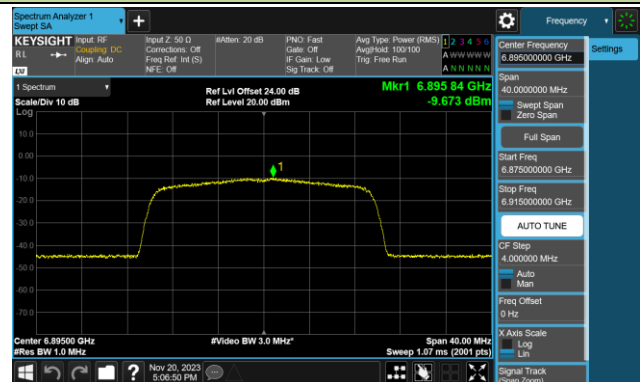 Spectrum Analyzer 1
Swept SA
+
Frequency
KEYSIGHT
RL
LXI
Input: RF
Coupling: DC
Align: Auto
Input Z: 50 Ω
Corrections: Off
Freq Ref: Int (S)
NFE: Off
#Atten: 20 dB
PNO: Fast
Gate: Off
IF Gain: Low
Sig Track: Off
Avg Type: Power (RMS)
Avg|Hold: 100/100
Trig: Free Run
1 2 3 4 5 6
A W W W W W
A N N N N N
1 Spectrum
Scale/Div 10 dB
Ref Lvl Offset 24.00 dB
Ref Level 20.00 dBm
Mkr1 6.895 84 GHz
-9.673 dBm
Log
10.0
0.00
-10.0
-20.0
-30.0
-40.0
-50.0
-60.0
-70.0
1
Center 6.89500 GHz
#Res BW 1.0 MHz
#Video BW 3.0 MHz*
Span 40.00 MHz
Sweep 1.07 ms (2001 pts)
Center Frequency
6.895000000 GHz
Settings
Span
40.0000000 MHz
Swept Span
Zero Span
Full Span
Start Freq
6.875000000 GHz
Stop Freq
6.915000000 GHz
AUTO TUNE
CF Step
4.000000 MHz
Auto
Man
Freq Offset
0 Hz
X Axis Scale
Log
Lin
Signal Track
(Span Zoom)
?
Nov 20, 2023
5:06:50 PM